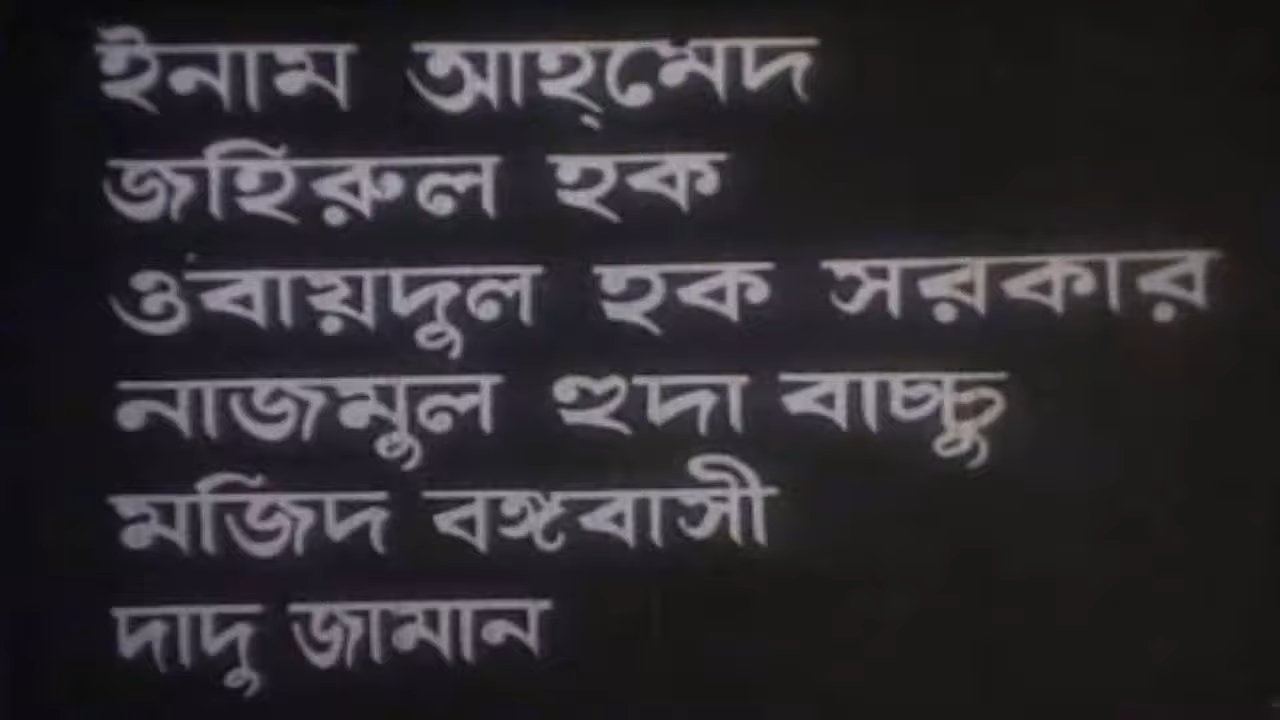 ইনাম আহ্মেদ
জহিরুল হক
ওবায়দুল হক সরকার
নাজমুল হুদা বাচ্চু
মজিদ বঙ্গবাসী
দাদু জামান